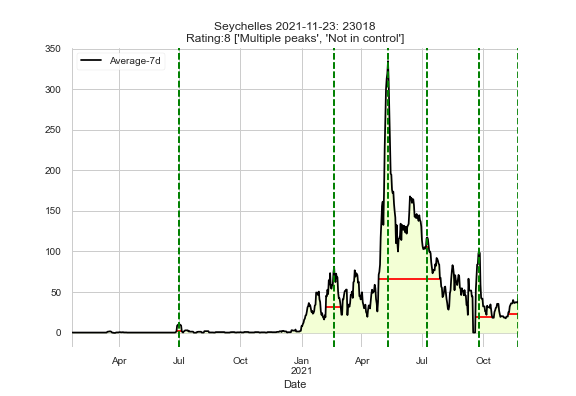 Seychelles 2021-11-23: 23018
Rating:8 ['Multiple peaks', 'Not in control']
Average-7d
350
300
250
200
150
100
50
0
Apr
Jul
Oct
Jan
2021
Apr
Jul
Oct
Date